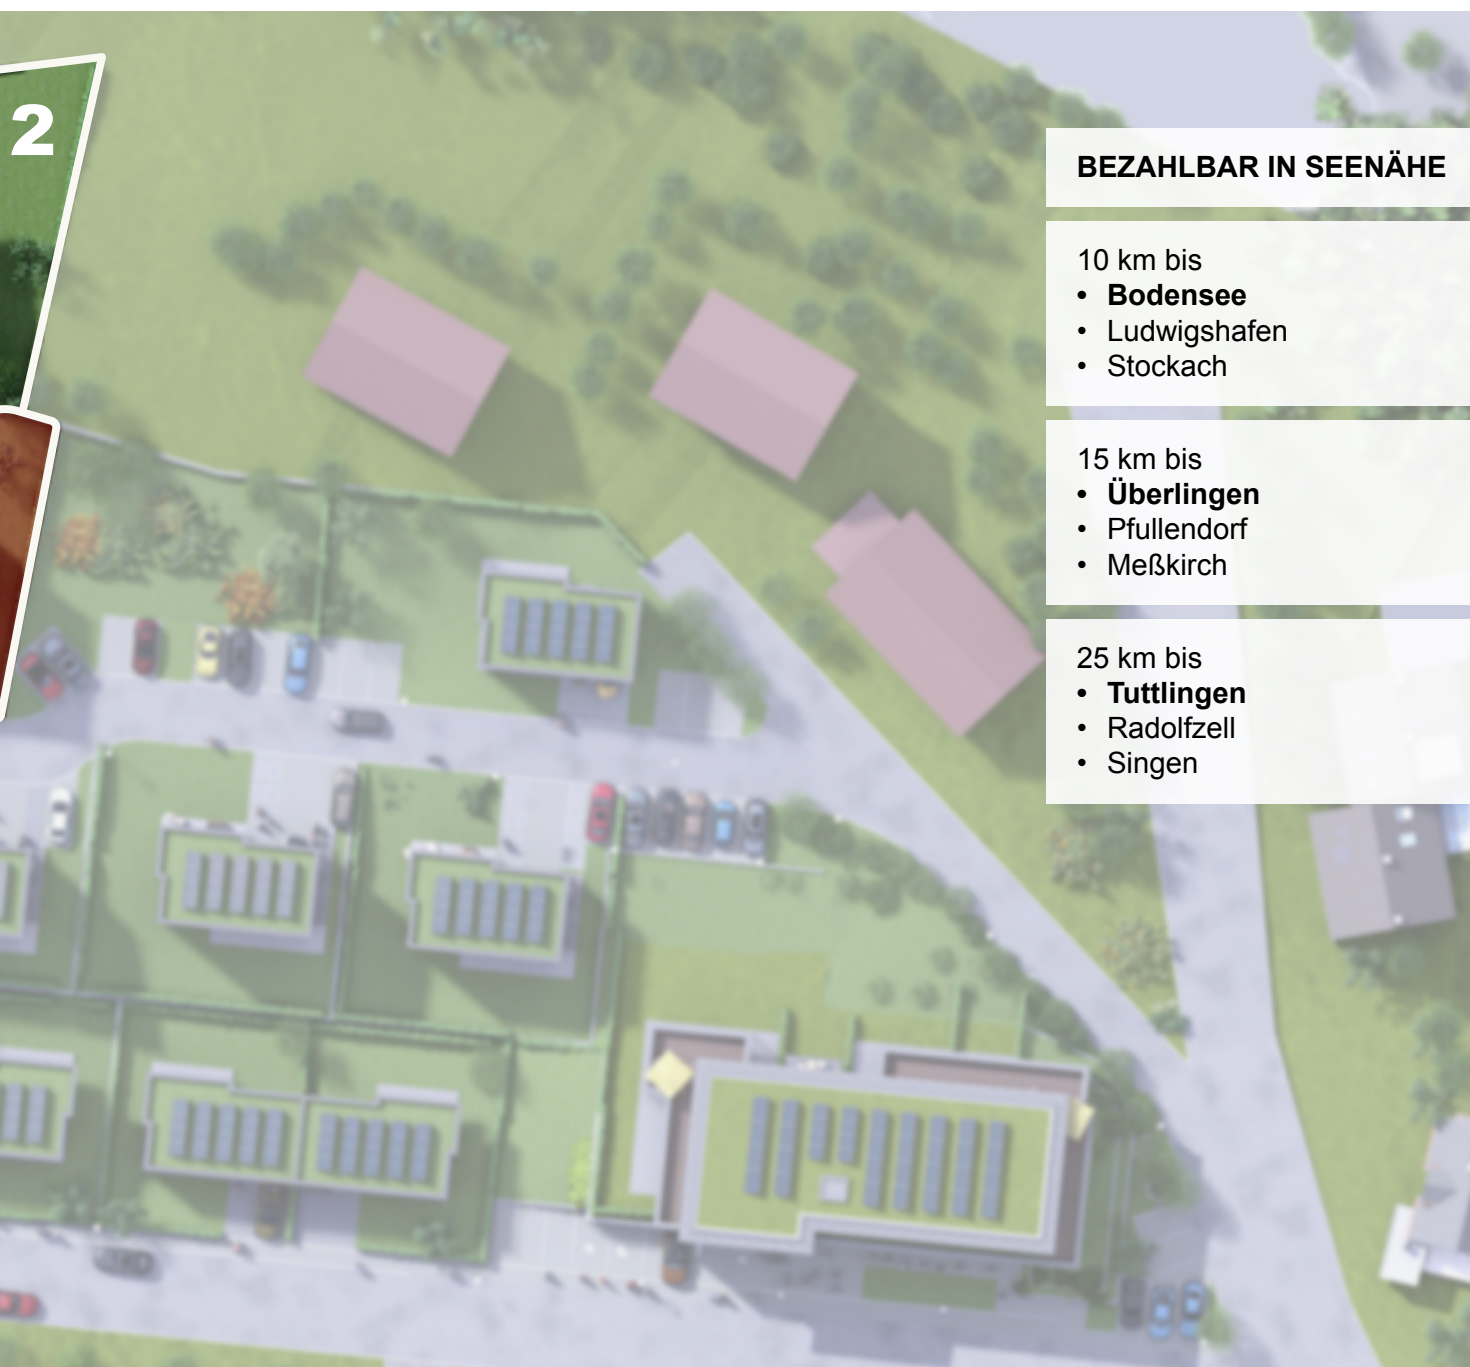 2
BEZAHLBAR IN SEENÄHE
10 km bis
• Bodensee
• Ludwigshafen
• Stockach
15 km bis
• Überlingen
• Pfullendorf
• Meßkirch
25 km bis
• Tuttlingen
• Radolfzell
• Singen